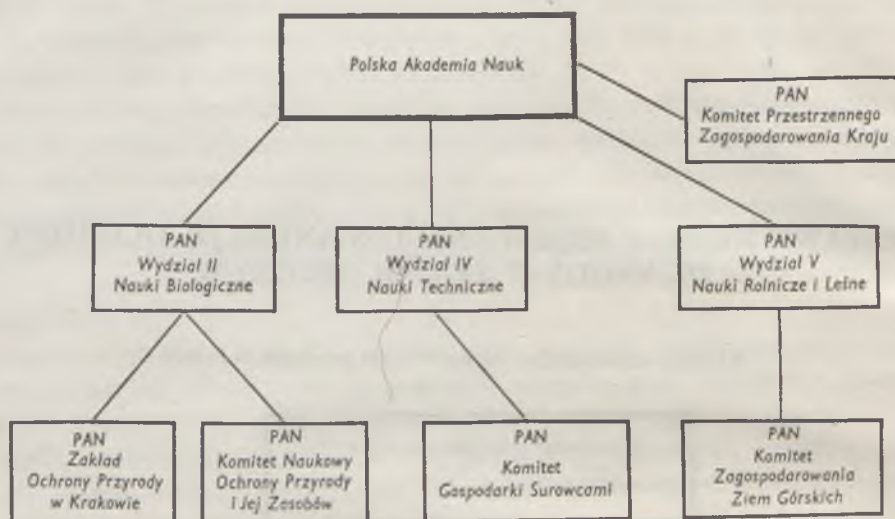 Polska Akademia Nauk
PAN
Komitet Przestrzennego
Zagospodarowania Kraju
PAN
Wydział II
Nauki Biologiczne
PAN
Wydział IV
Nauki Techniczne
PAN
Wydział V
Nauki Rolnicze i Leśne
PAN
Zakład
Ochrony Przyrody
w Krakowie
PAN
Komitet Naukowy
Ochrony Przyrody
i Jej Zasobów
PAN
Komitet
Gospodarki Surowcami
PAN
Komitet
Zagospodarowania
Ziem Górskich